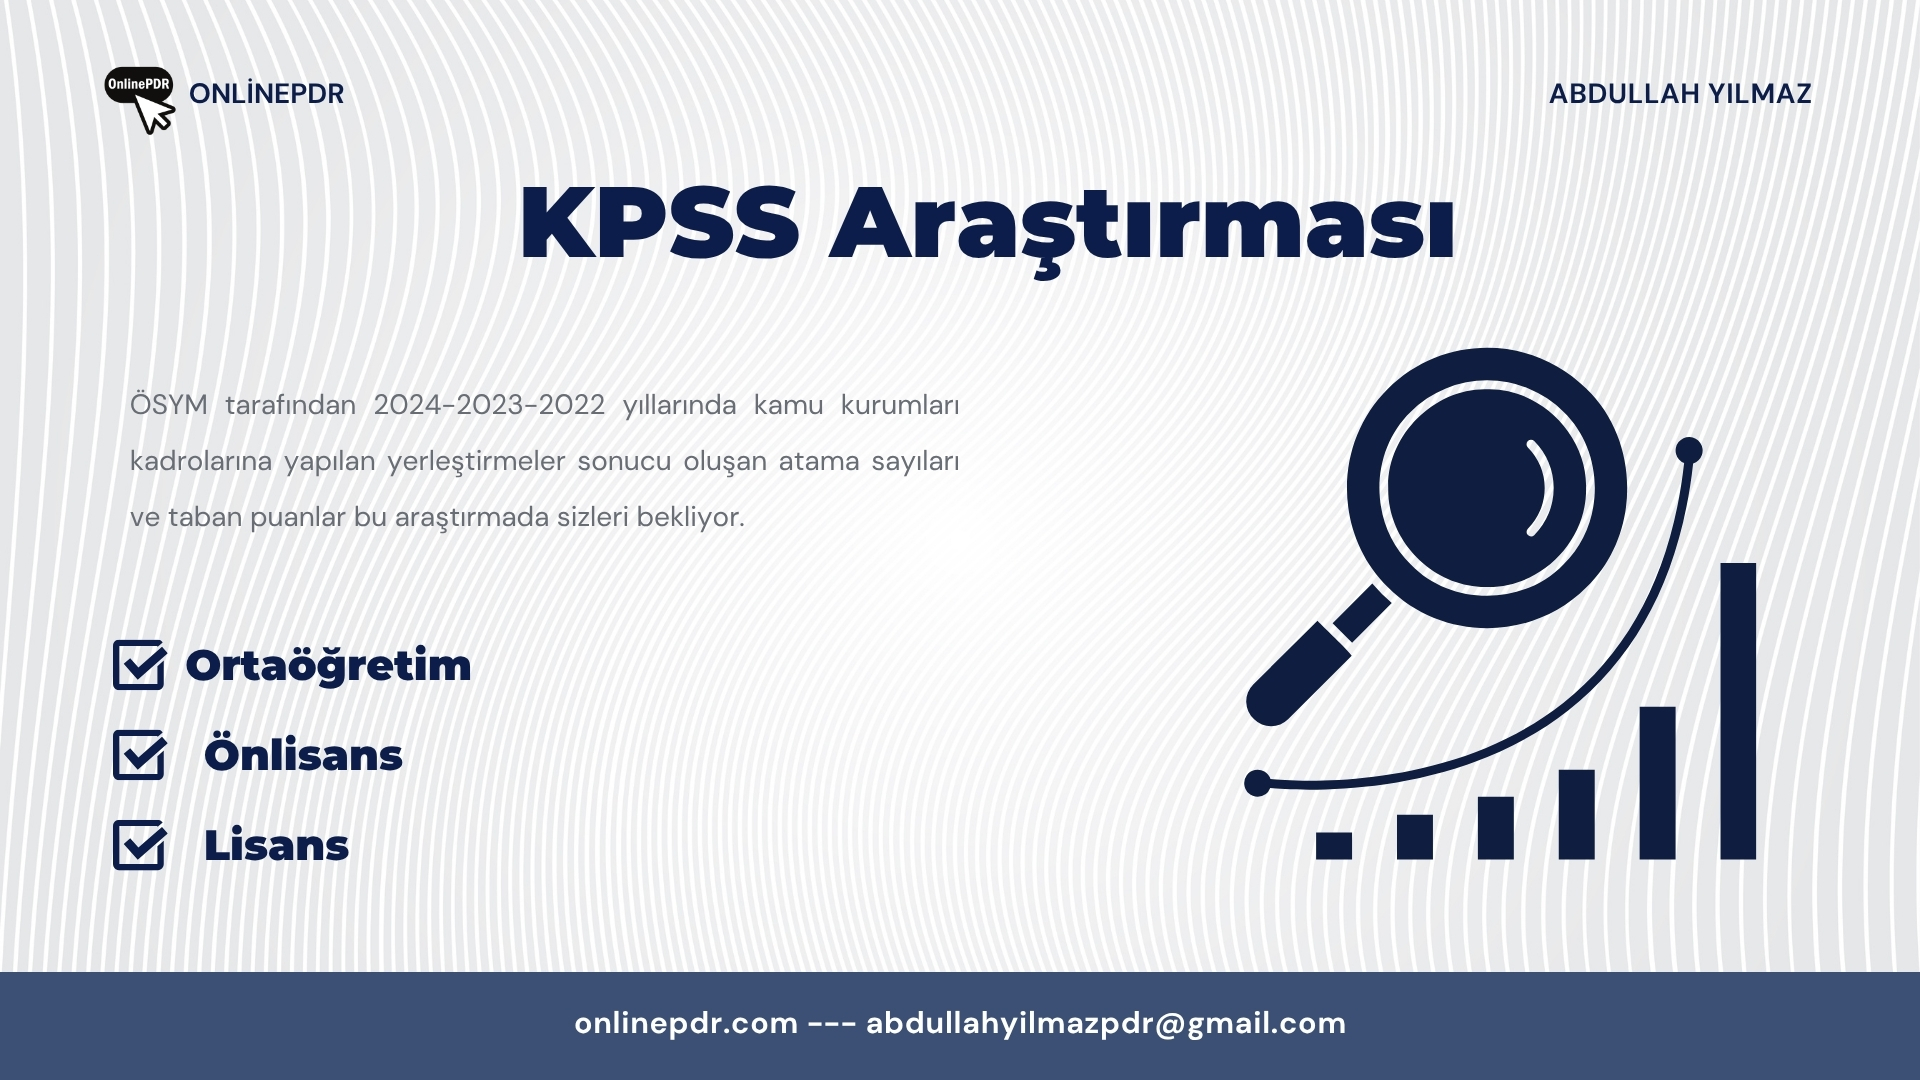 OnlinePDR
ONLİNEPDR
ABDULLAH YILMAZ
KPSS Araştırması
ÖSYM tarafından 2024-2023-2022 yıllarında kamu kurumları
kadrolarına yapılan yerleştirmeler sonucu oluşan atama sayıları
ve taban puanlar bu araştırmada sizleri bekliyor.
Ortaöğretim
Önlisans
Lisans
onlinepdr.com --- abdullahyilmazpdr@gmail.com